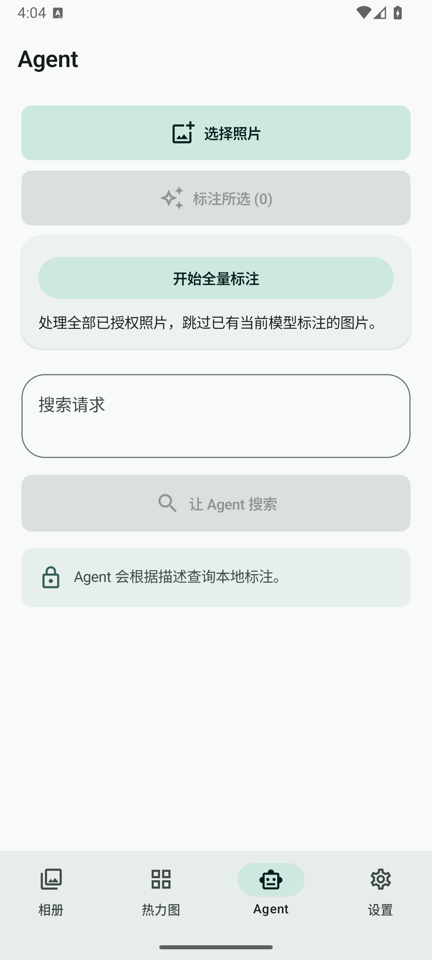 4:04
Agent
选择照片
标注所选 (0)
开始全量标注
处理全部已授权照片，跳过已有当前模型标注的图片。
搜索请求
让 Agent 搜索
Agent 会根据描述查询本地标注。
相册
热力图
Agent
设置